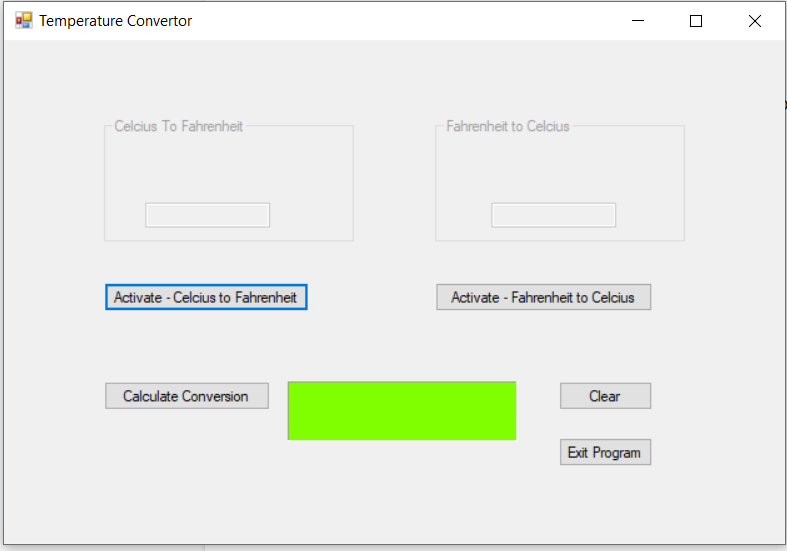 Temperature Convertor
Celcius To Fahrenheit
Fahrenheit to Celcius
Activate - Celcius to Fahrenheit
Activate - Fahrenheit to Celcius
Calculate Conversion
Clear
Exit Program